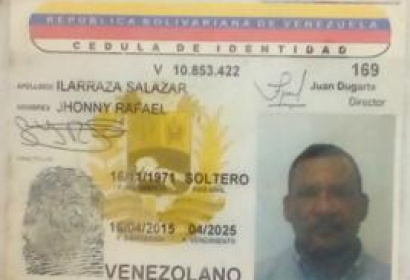 REPUBLICA BOLIVARIANA DE VENEZUELA
CEDULA DE IDENTIDAD
V 10.853.422 169
APELLIDOS ILARRAZA SALAZAR Juan Dugarte
NOMBRES JHONNY RAFAEL Director
16/11/1971 SOLTERO
16/04/2015 04/2025
VENEZOLANO